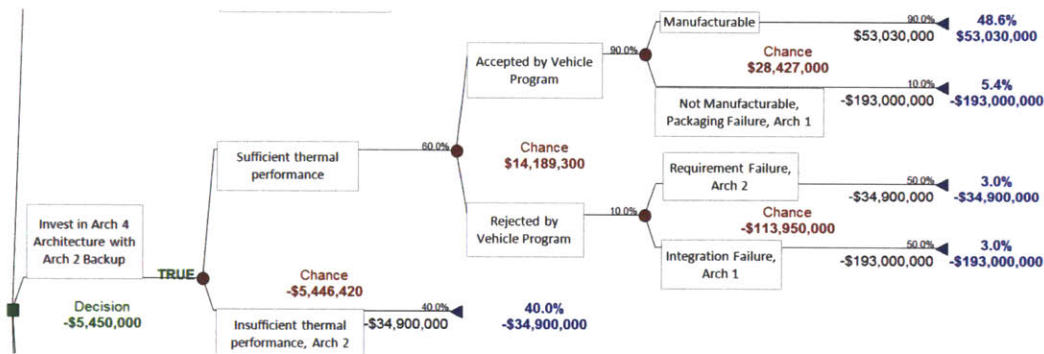 Manufacturable
90.0%
48.6%
$53,030,000
$53,030,000
Accepted by Vehicle
Program
90.0%
Chance
$28,427,000
10.0%
5.4%
-$193,000,000
-$193,000,000
Not Manufacturable,
Packaging Failure, Arch 1
Sufficient thermal
performance
60.0%
Chance
$14,189,300
Requirement Failure,
Arch 2
50.0%
3.0%
-$34,900,000
-$34,900,000
Rejected by
Vehicle Program
10.0%
Chance
-$113,950,000
Integration Failure,
Arch 1
50.0%
3.0%
-$193,000,000
-$193,000,000
Invest in Arch 4
Architecture with
Arch 2 Backup
TRUE
Chance
-$5,446,420
Decision
-$5,450,000
Insufficient thermal
performance, Arch 2
40.0%
-$34,900,000
40.0%
-$34,900,000